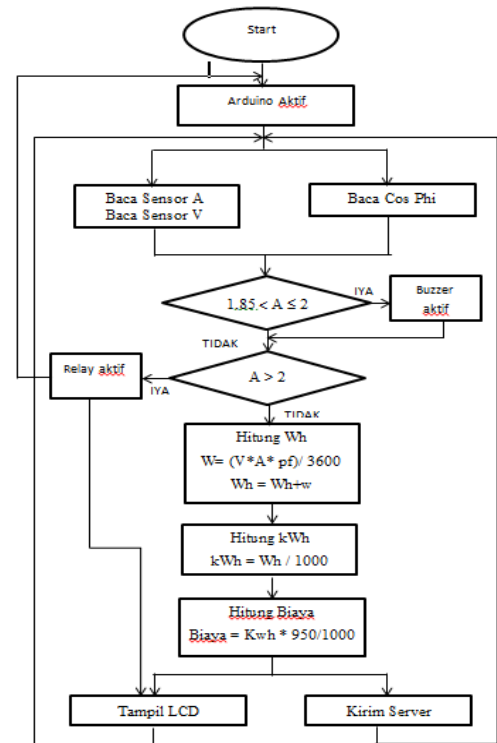 Start
Arduino Aktif
Baca Sensor A
Baca Sensor V
Baca Cos Phi
1,85.< A ≤ 2
IYA
Buzzer
aktif
TIDAK
A > 2
IYA
Relay aktif
TIDAK
Hitung Wh
W= (V*A* pf)/ 3600
Wh = Wh+w
Hitung kWh
kWh = Wh / 1000
Hitung Biaya
Biaya = Kwh * 950/1000
Tampil LCD
Kirim Server